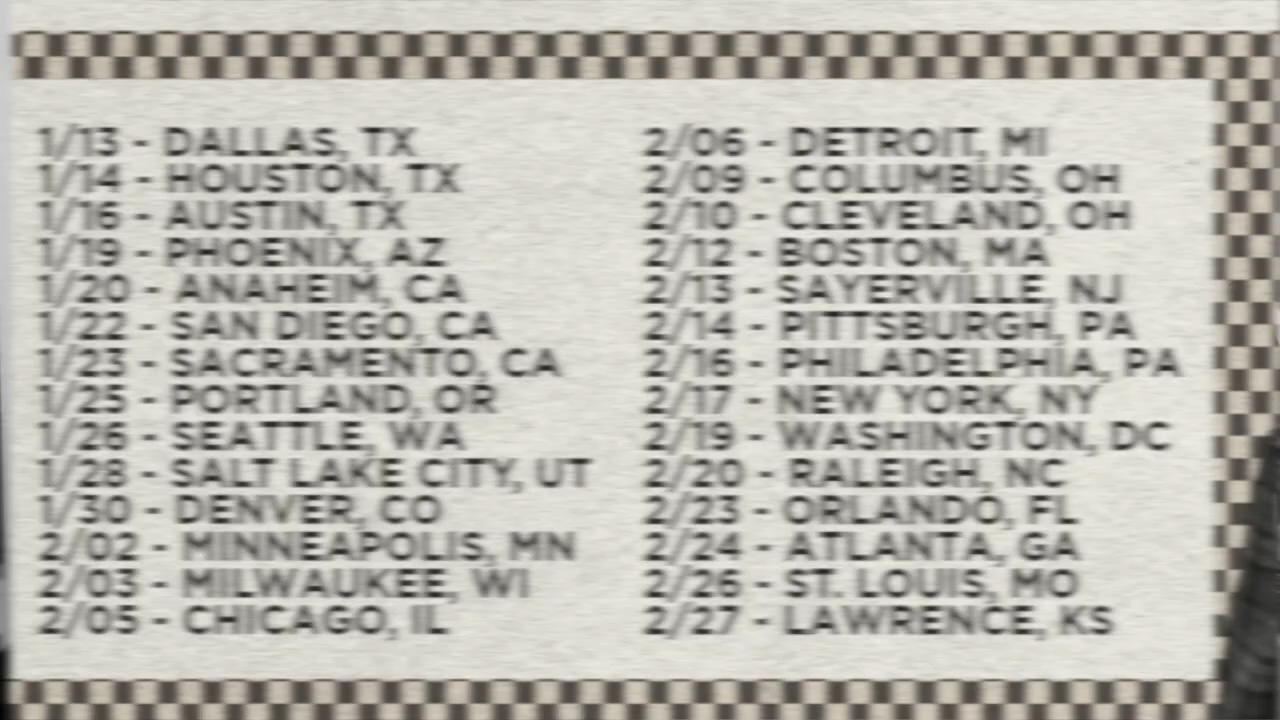 1/13 - DALLAS, TX
1/14 - HOUSTON, TX
1/16 - AUSTIN, TX
1/19 - PHOENIX, AZ
1/20 - ANAHEIM, CA
1/22 - SAN DIEGO, CA
1/23 - SACRAMENTO, CA
1/25 - PORTLAND, OR
1/26 - SEATTLE, WA
1/28 - SALT LAKE CITY, UT
1/30 - DENVER, CO
2/02 - MINNEAPOLIS, MN
2/03 - MILWAUKEE, WI
2/05 - CHICAGO, IL
2/06 - DETROIT, MI
2/09 - COLUMBUS, OH
2/10 - CLEVELAND, OH
2/12 - BOSTON, MA
2/13 - SAYERVILLE, NJ
2/14 - PITTSBURGH, PA
2/16 - PHILADELPHIA, PA
2/17 - NEW YORK, NY
2/19 - WASHINGTON, DC
2/20 - RALEIGH, NC
2/23 - ORLANDO, FL
2/24 - ATLANTA, GA
2/26 - ST. LOUIS, MO
2/27 - LAWRENCE, KS